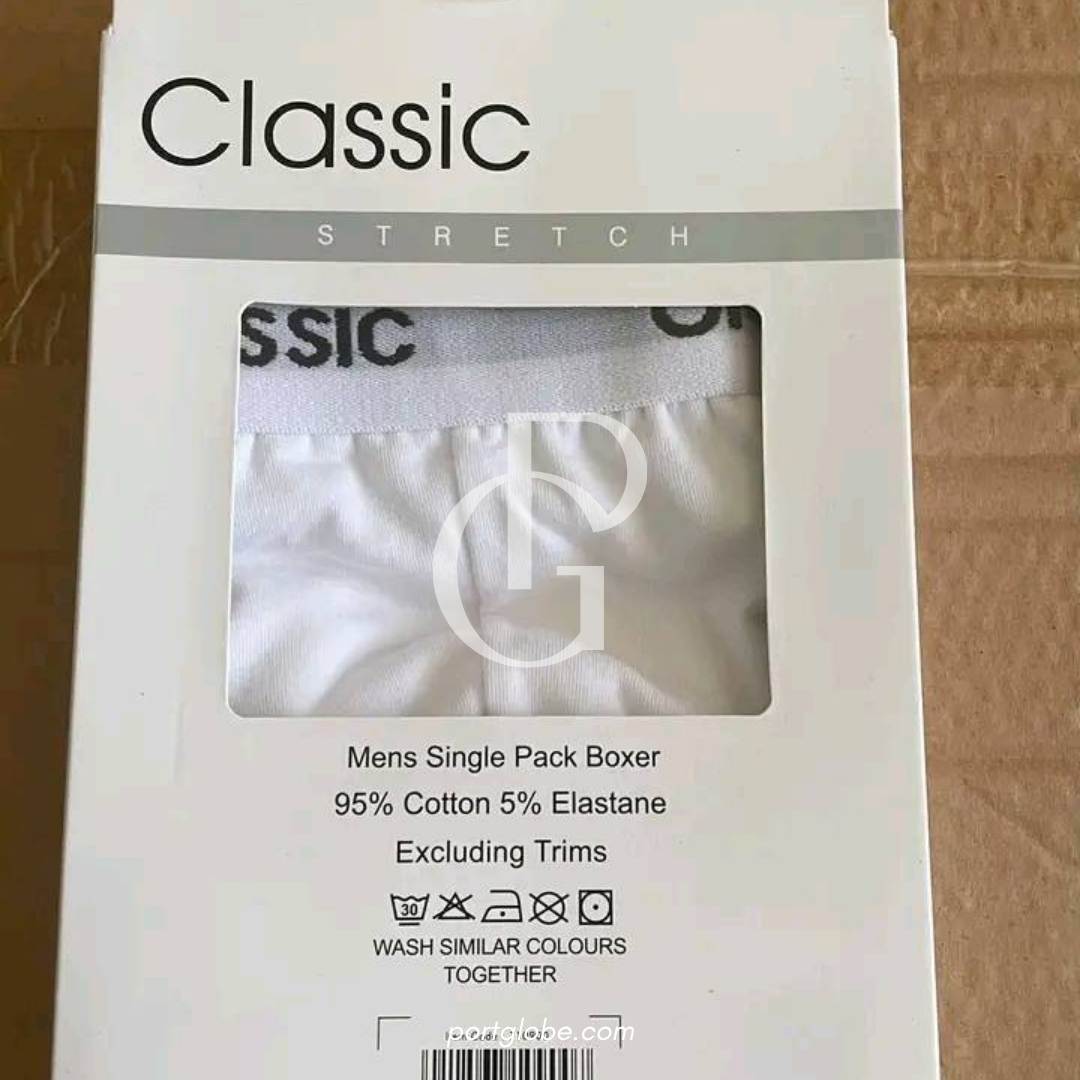 Classic
STRETCH
SSIC
Mens Single Pack Boxer
95% Cotton 5% Elastane
Excluding Trims
30
WASH SIMILAR COLOURS
TOGETHER
portglobe.com